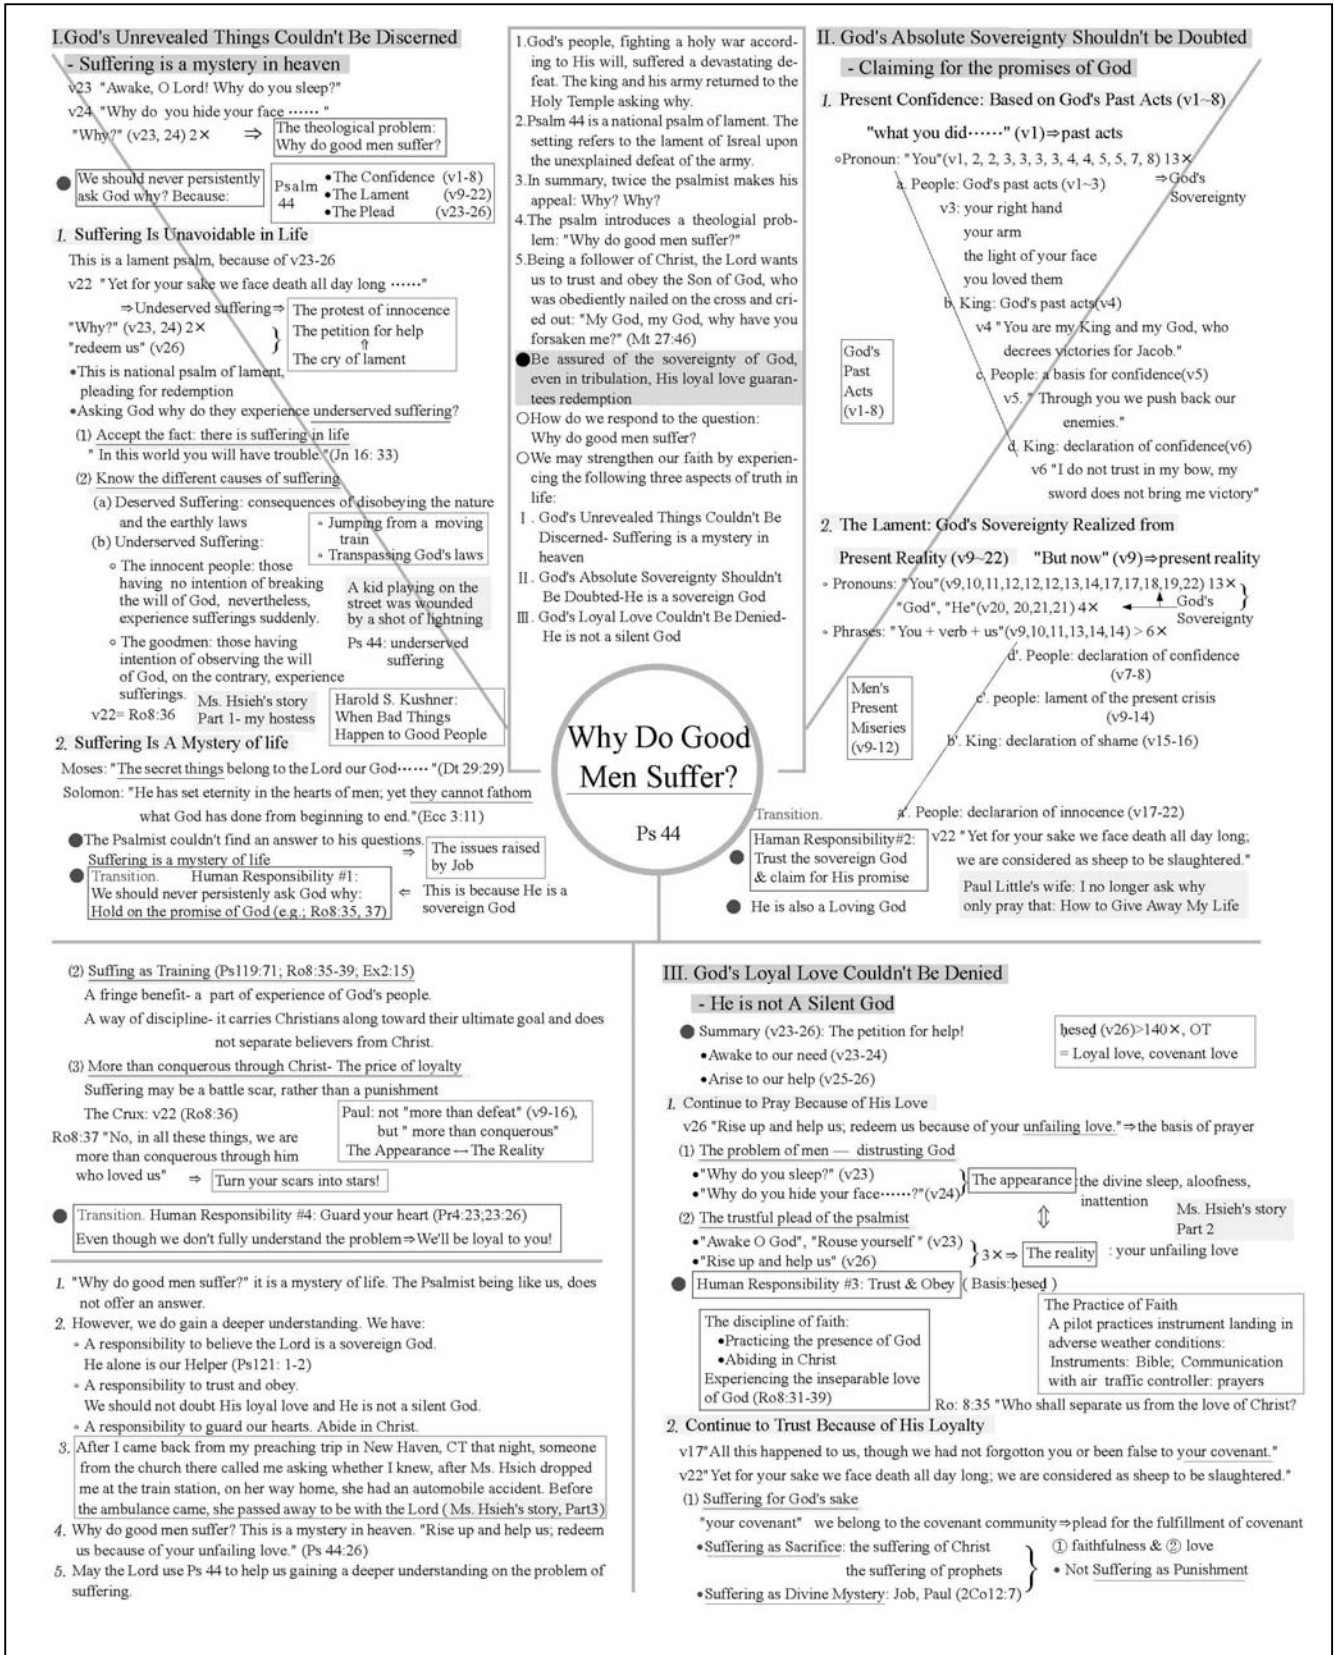 1.God's people, fighting a holy war accord-
ing to His will, suffered a devastating de-
feat. The king and his army returned to the
Holy Temple asking why.
2.Psalm 44 is a national psalm of lament. The
setting refers to the lament of Isreal upon
the unexplained defeat of the army.
3.In summary, twice the psalmist makes his
appeal: Why? Why?
4.The psalm introduces a theologial prob-
lem: "Why do good men suffer?"
5.Being a follower of Christ, the Lord wants
us to trust and obey the Son of God, who
was obediently nailed on the cross and cri-
ed out: "My God, my God, why have you
forsaken me?" (Mt 27:46)
●Be assured of the sovereignty of God,
even in tribulation, His loyal love guaran-
tees redemption
○How do we respond to the question:
Why do good men suffer?
○We may strengthen our faith by experien-
cing the following three aspects of truth in
life:
I . God's Unrevealed Things Couldn't Be
Discerned- Suffering is a mystery in
heaven
II . God's Absolute Sovereignty Shouldn't
Be Doubted-He is a sovereign God
III . God's Loyal Love Couldn't Be Denied-
He is not a silent God
Why Do Good
Men Suffer?
Ps 44
I.God's Unrevealed Things Couldn't Be Discerned
- Suffering is a mystery in heaven
v23 "Awake, O Lord! Why do you sleep?"
v24 "Why do you hide your face ······ "
"Why?" (v23, 24) 2× ⇒ The theological problem:
Why do good men suffer?
● We should never persistently
ask God why? Because:
Psalm
44
•The Confidence (v1-8)
•The Lament (v9-22)
•The Plead (v23-26)
1. Suffering Is Unavoidable in Life
This is a lament psalm, because of v23-26
v22 "Yet for your sake we face death all day long ······"
⇒Undeserved suffering⇒ The protest of innocence
"Why?" (v23, 24) 2× } The petition for help
"redeem us" (v26) ⇑
The cry of lament
•This is national psalm of lament,
pleading for redemption
•Asking God why do they experience underserved suffering?
(1) Accept the fact: there is suffering in life
" In this world you will have trouble."(Jn 16: 33)
(2) Know the different causes of suffering
(a) Deserved Suffering: consequences of disobeying the nature
and the earthly laws
◦ Jumping from a moving
train
◦ Transpassing God's laws
(b) Underserved Suffering:
◦ The innocent people: those
having no intention of breaking
the will of God, nevertheless,
experience sufferings suddenly.
A kid playing on the
street was wounded
by a shot of lightning
◦ The goodmen: those having
intention of observing the will
of God, on the contrary, experience
sufferings.
Ps 44: underserved
suffering
v22= Ro8:36
Ms. Hsieh's story
Part 1- my hostess
Harold S. Kushner:
When Bad Things
Happen to Good People
2. Suffering Is A Mystery of life
Moses: "The secret things belong to the Lord our God······ "(Dt 29:29)
Solomon: "He has set eternity in the hearts of men; yet they cannot fathom
what God has done from beginning to end."(Ecc 3:11)
●The Psalmist couldn't find an answer to his questions.
Suffering is a mystery of life
⇒ The issues raised
by Job
● Transition. Human Responsibility #1:
We should never persistenly ask God why:
Hold on the promise of God (e.g.; Ro8:35, 37)
⇐ This is because He is a
sovereign God
II. God's Absolute Sovereignty Shouldn't be Doubted
- Claiming for the promises of God
1. Present Confidence: Based on God's Past Acts (v1~8)
"what you did······" (v1)⇒past acts
◦Pronoun: "You"(v1, 2, 2, 3, 3, 3, 3, 4, 4, 5, 5, 7, 8) 13×
⇒God's
Sovereignty
a. People: God's past acts (v1~3)
v3: your right hand
your arm
the light of your face
you loved them
b. King: God's past acts(v4)
v4 "You are my King and my God, who
decrees victories for Jacob."
c. People: a basis for confidence(v5)
v5. " Through you we push back our
enemies."
d. King: declaration of confidence(v6)
v6 "I do not trust in my bow, my
sword does not bring me victory"
God's
Past
Acts
(v1-8)
2. The Lament: God's Sovereignty Realized from
Present Reality (v9~22) "But now" (v9)⇒present reality
◦ Pronouns: "You"(v9,10,11,12,12,12,13,14,17,17,18,19,22) 13×
"God", "He"(v20, 20,21,21) 4×
} God's
Sovereignty
◦ Phrases: "You + verb + us"(v9,10,11,13,14,14) > 6×
d'. People: declaration of confidence
(v7-8)
c'. people: lament of the present crisis
(v9-14)
b'. King: declaration of shame (v15-16)
Men's
Present
Miseries
(v9-12)
a'. People: declararion of innocence (v17-22)
v22 "Yet for your sake we face death all day long;
we are considered as sheep to be slaughtered."
Transition.
● Haman Responsibility#2:
Trust the sovereign God
& claim for His promise
Paul Little's wife: I no longer ask why
only pray that: How to Give Away My Life
● He is also a Loving God
III. God's Loyal Love Couldn't Be Denied
- He is not A Silent God
● Summary (v23-26): The petition for help!
•Awake to our need (v23-24)
•Arise to our help (v25-26)
ḥeseḏ (v26)>140×, OT
= Loyal love, covenant love
1. Continue to Pray Because of His Love
v26 "Rise up and help us; redeem us because of your unfailing love."⇒the basis of prayer
(1) The problem of men — distrusting God
•"Why do you sleep?" (v23)
•"Why do you hide your face······?"(v24)
} The appearance :the divine sleep, aloofness,
inattention
⇕
Ms. Hsieh's story
Part 2
(2) The trustful plead of the psalmist
•"Awake O God", "Rouse yourself " (v23)
•"Rise up and help us" (v26)
} 3×⇒ The reality : your unfailing love
● Human Responsibility #3: Trust & Obey ( Basis:ḥeseḏ )
The discipline of faith:
•Practicing the presence of God
•Abiding in Christ
Experiencing the inseparable love
of God (Ro8:31-39)
The Practice of Faith
A pilot practices instrument landing in
adverse weather conditions:
Instruments: Bible; Communication
with air traffic controller: prayers
Ro: 8:35 "Who shall separate us from the love of Christ?
2. Continue to Trust Because of His Loyalty
v17"All this happened to us, though we had not forgotton you or been false to your covenant."
v22"Yet for your sake we face death all day long; we are considered as sheep to be slaughtered."
(1) Suffering for God's sake
"your covenant" we belong to the covenant community⇒plead for the fulfillment of covenant
•Suffering as Sacrifice: the suffering of Christ
the suffering of prophets
•Suffering as Divine Mystery: Job, Paul (2Co12:7)
} ① faithfulness & ② love
• Not Suffering as Punishment
(2) Suffing as Training (Ps119:71; Ro8:35-39; Ex2:15)
A fringe benefit- a part of experience of God's people.
A way of discipline- it carries Christians along toward their ultimate goal and does
not separate believers from Christ.
(3) More than conquerous through Christ- The price of loyalty
Suffering may be a battle scar, rather than a punishment
The Crux: v22 (Ro8:36)
Paul: not "more than defeat" (v9-16),
but " more than conquerous"
The Appearance ↔ The Reality
Ro8:37 "No, in all these things, we are
more than conquerous through him
who loved us" ⇒ Turn your scars into stars!
● Transition. Human Responsibility #4: Guard your heart (Pr4:23;23:26)
Even though we don't fully understand the problem⇒We'll be loyal to you!
1. "Why do good men suffer?" it is a mystery of life. The Psalmist being like us, does
not offer an answer.
2. However, we do gain a deeper understanding. We have:
◦ A responsibility to believe the Lord is a sovereign God.
He alone is our Helper (Ps121: 1-2)
◦ A responsibility to trust and obey.
We should not doubt His loyal love and He is not a silent God.
◦ A responsibility to guard our hearts. Abide in Christ.
3. After I came back from my preaching trip in New Haven, CT that night, someone
from the church there called me asking whether I knew, after Ms. Hsich dropped
me at the train station, on her way home, she had an automobile accident. Before
the ambulance came, she passed away to be with the Lord ( Ms. Hsieh's story, Part3)
4. Why do good men suffer? This is a mystery in heaven. "Rise up and help us; redeem
us because of your unfailing love." (Ps 44:26)
5. May the Lord use Ps 44 to help us gaining a deeper understanding on the problem of
suffering.